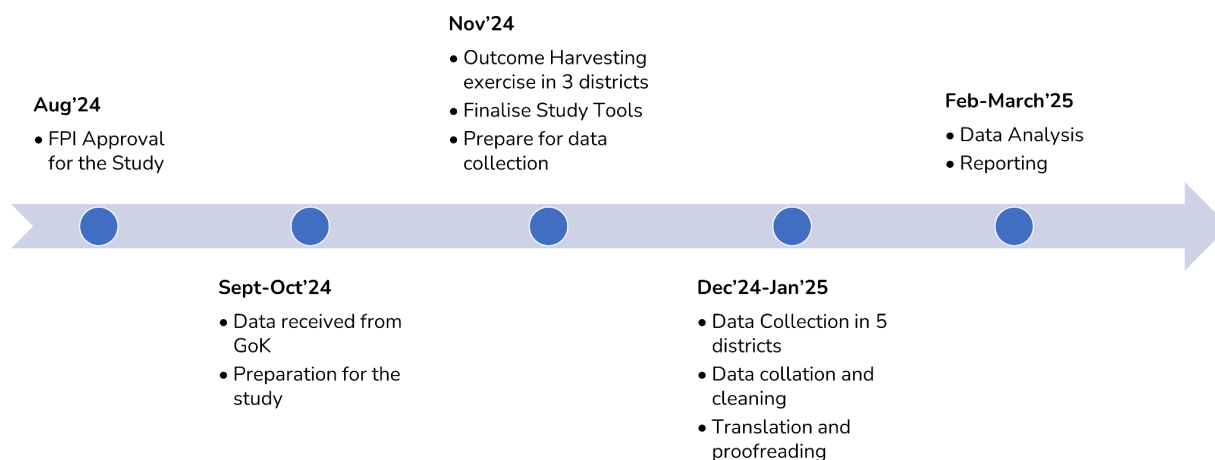 Aug’24
• FPI Approval
for the Study
Sept-Oct’24
• Data received from
GoK
• Preparation for the
study
Nov’24
• Outcome Harvesting
exercise in 3 districts
• Finalise Study Tools
• Prepare for data
collection
Dec’24-Jan’25
• Data Collection in 5
districts
• Data collation and
cleaning
• Translation and
proofreading
Feb-March’25
• Data Analysis
• Reporting